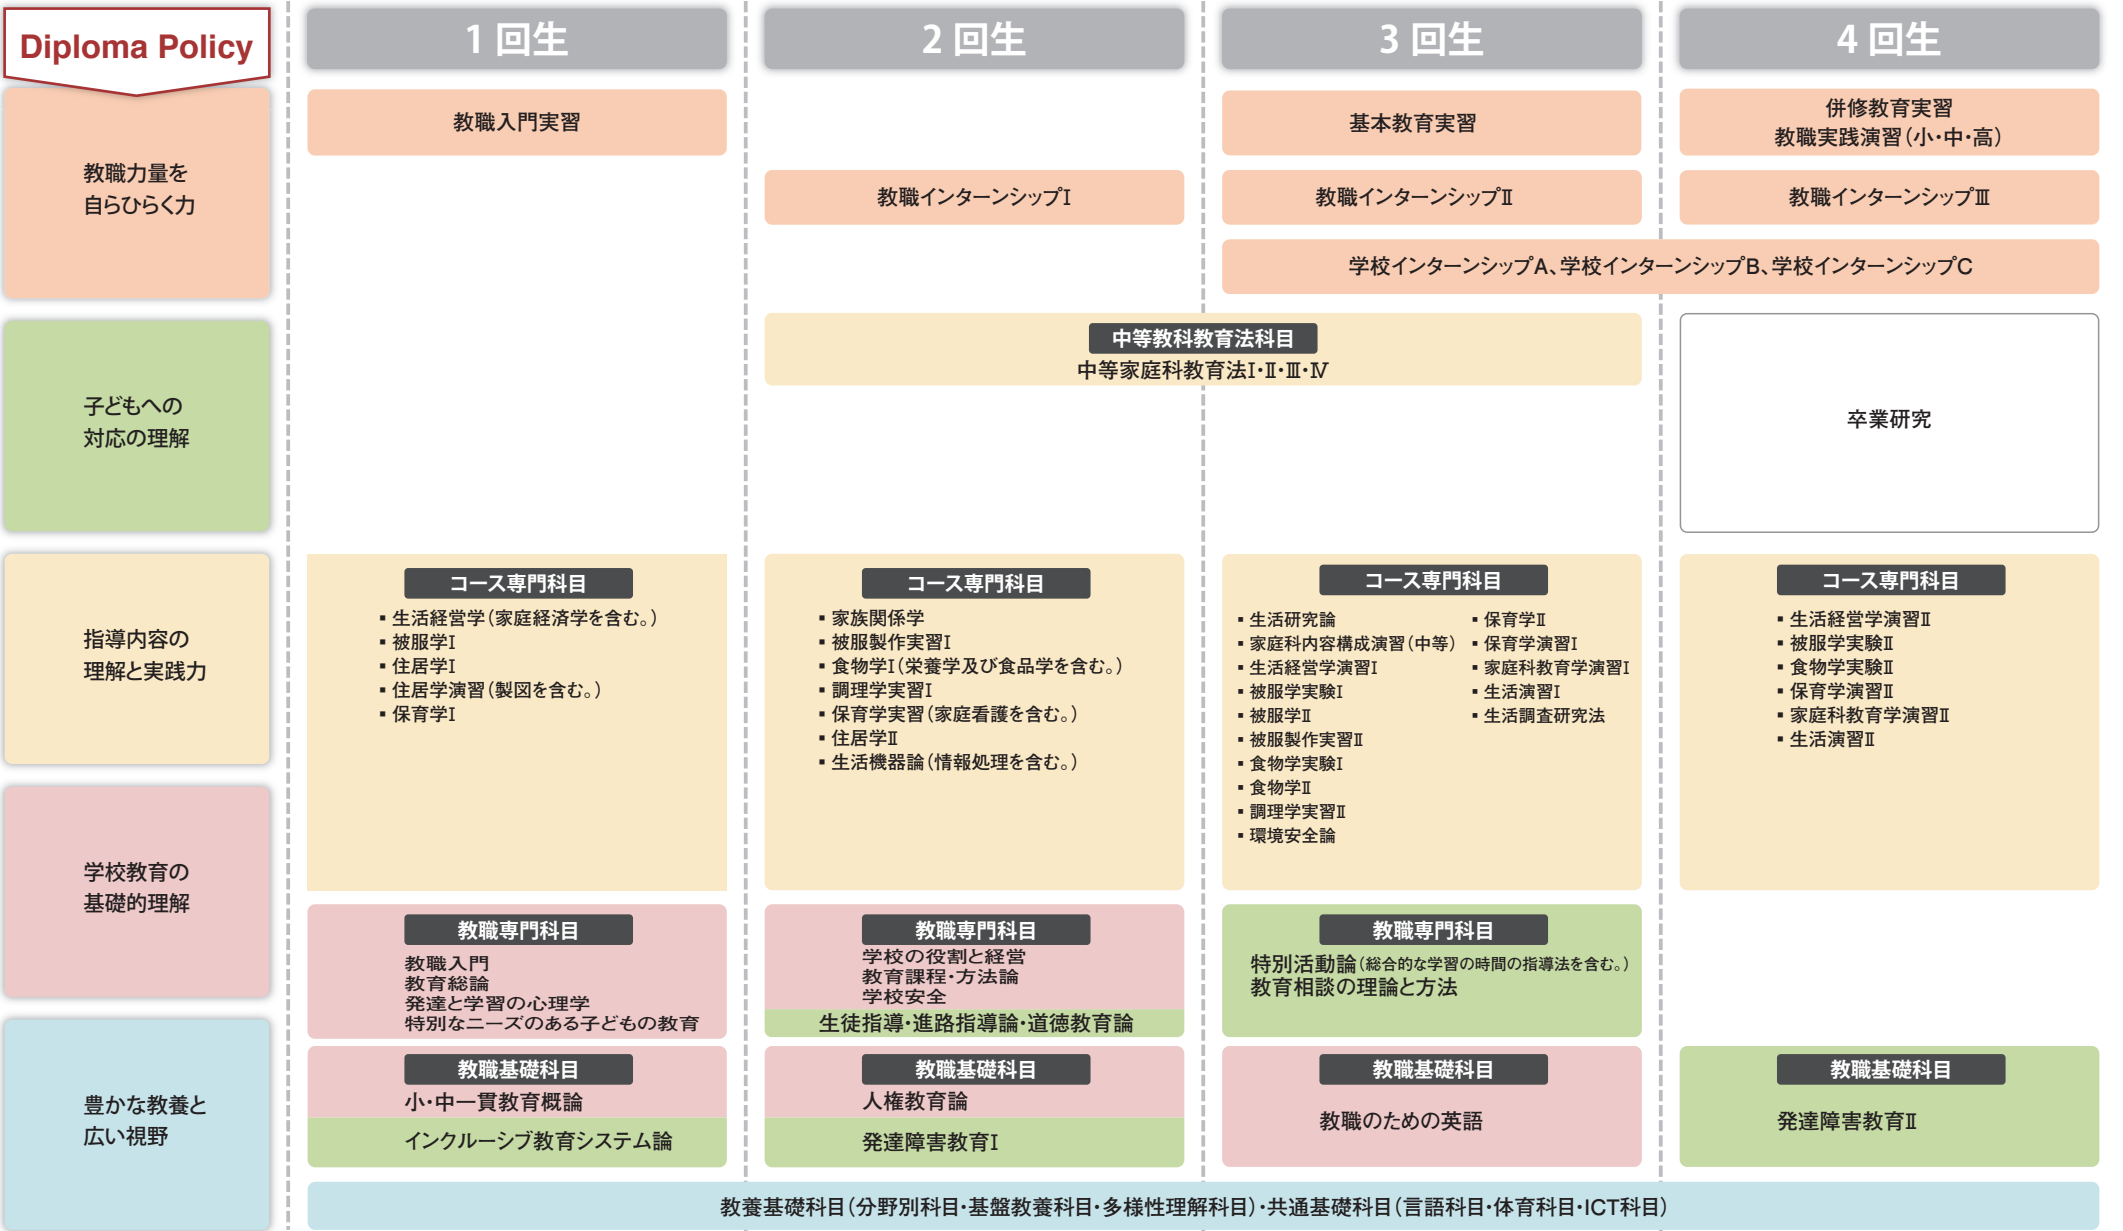 Diploma Policy
1 回生
2 回生
3 回生
4 回生
教職力量を
自らひらく力
教職入門実習
基本教育実習
併修教育実習
教職実践演習(小・中・高)
教職インターンシップⅠ
教職インターンシップⅡ
教職インターンシップⅢ
学校インターンシップA、学校インターンシップB、学校インターンシップC
子どもへの
対応の理解
中等教科教育法科目
中等家庭科教育法Ⅰ・Ⅱ・Ⅲ・Ⅳ
卒業研究
指導内容の
理解と実践力
コース専門科目
▪ 生活経営学(家庭経済学を含む。)
▪ 被服学Ⅰ
▪ 住居学Ⅰ
▪ 住居学演習(製図を含む。)
▪ 保育学Ⅰ
コース専門科目
▪ 家族関係学
▪ 被服製作実習Ⅰ
▪ 食物学Ⅰ(栄養学及び食品学を含む。)
▪ 調理学実習Ⅰ
▪ 保育学実習(家庭看護を含む。)
▪ 住居学Ⅱ
▪ 生活機器論(情報処理を含む。)
コース専門科目
▪ 生活研究論
▪ 家庭科内容構成演習(中等)
▪ 生活経営学演習Ⅰ
▪ 被服学実験Ⅰ
▪ 被服学Ⅱ
▪ 被服製作実習Ⅱ
▪ 食物学実験Ⅰ
▪ 食物学Ⅱ
▪ 調理学実習Ⅱ
▪ 環境安全論
▪ 保育学Ⅱ
▪ 保育学演習Ⅰ
▪ 家庭科教育学演習Ⅰ
▪ 生活演習Ⅰ
▪ 生活調査研究法
コース専門科目
▪ 生活経営学演習Ⅱ
▪ 被服学実験Ⅱ
▪ 食物学実験Ⅱ
▪ 保育学演習Ⅱ
▪ 家庭科教育学演習Ⅱ
▪ 生活演習Ⅱ
学校教育の
基礎的理解
教職専門科目
教職入門
教育総論
発達と学習の心理学
特別なニーズのある子どもの教育
教職専門科目
学校の役割と経営
教育課程・方法論
学校安全
生徒指導・進路指導論・道徳教育論
教職専門科目
特別活動論(総合的な学習の時間の指導法を含む。)
教育相談の理論と方法
豊かな教養と
広い視野
教職基礎科目
小・中一貫教育概論
インクルーシブ教育システム論
教職基礎科目
人権教育論
発達障害教育Ⅰ
教職基礎科目
教職のための英語
教職基礎科目
発達障害教育Ⅱ
教養基礎科目(分野別科目・基盤教養科目・多様性理解科目)・共通基礎科目(言語科目・体育科目・ICT科目)